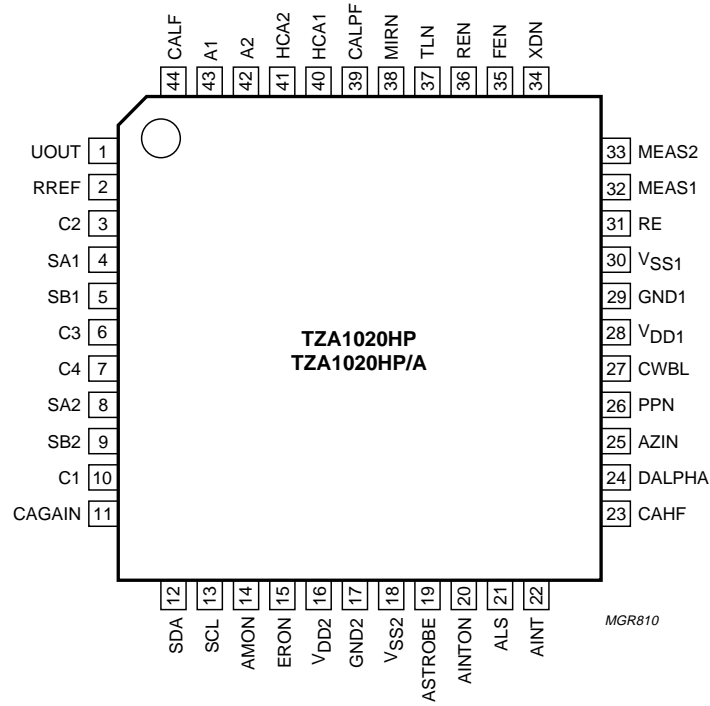 44 CALF
43 A1
42 A2
41 HCA2
40 HCA1
39 CALPF
38 MIRN
37 TLN
36 REN
35 FEN
34 XDN
UOUT 1
RREF 2
C2 3
SA1 4
SB1 5
C3 6
C4 7
SA2 8
SB2 9
C1 10
CAGAIN 11
TZA1020HP
TZA1020HP/A
33 MEAS2
32 MEAS1
31 RE
30 VSS1
29 GND1
28 VDD1
27 CWBL
26 PPN
25 AZIN
24 DALPHA
23 CAHF
SDA 12
SCL 13
AMON 14
ERON 15
VDD2 16
GND2 17
VSS2 18
ASTROBE 19
AINTON 20
ALS 21
AINT 22
MGR810